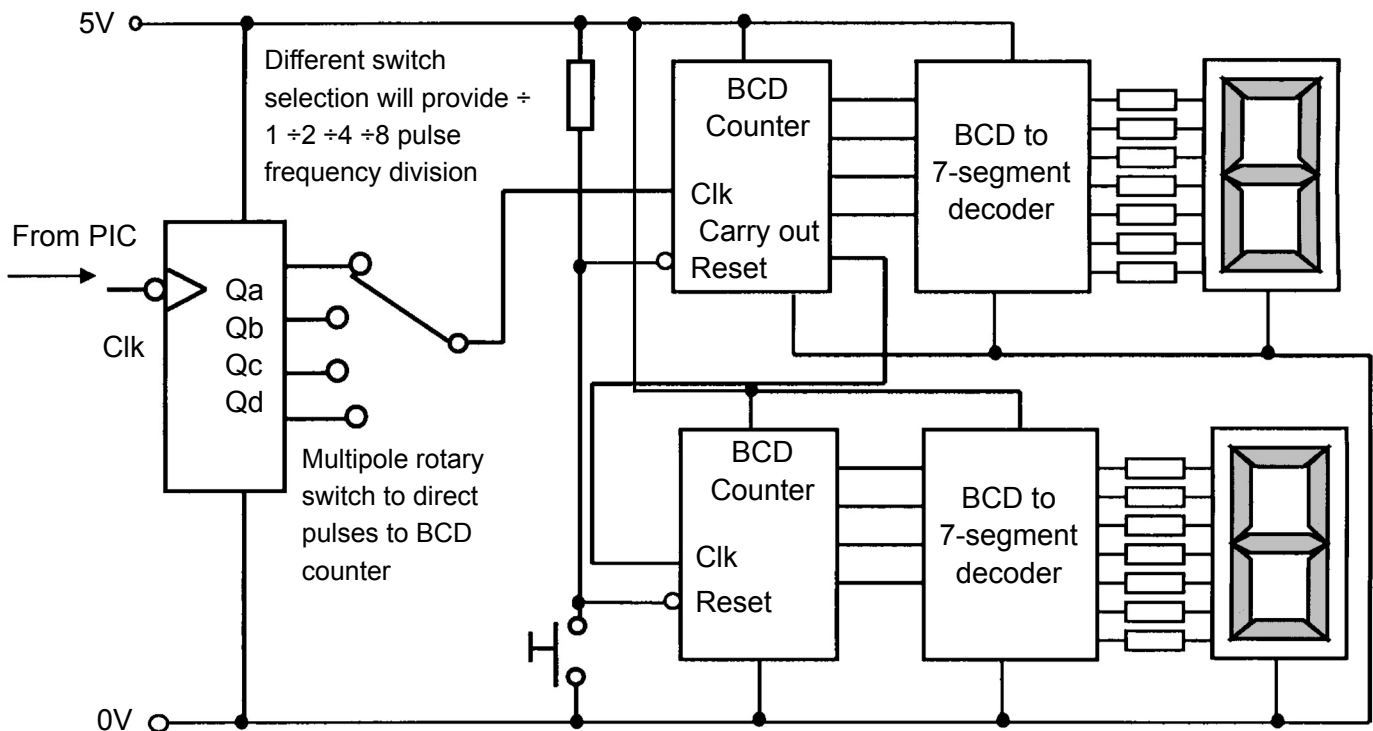 5V
Different switch
selection will provide ÷
1 ÷2 ÷4 ÷8 pulse
frequency division
From PIC
Clk
Qa
Qb
Qc
Qd
Multipole rotary
switch to direct
pulses to BCD
counter
BCD
Counter
Clk
Carry out
Reset
BCD to
7-segment
decoder
BCD
Counter
Clk
Reset
BCD to
7-segment
decoder
0V